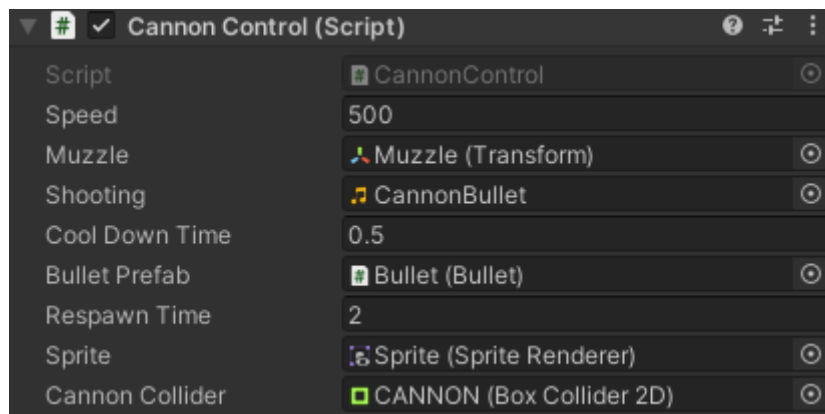 Cannon Control (Script)
Script CannonControl
Speed 500
Muzzle Muzzle (Transform)
Shooting CannonBullet
Cool Down Time 0.5
Bullet Prefab Bullet (Bullet)
Respawn Time 2
Sprite Sprite (Sprite Renderer)
Cannon Collider CANNON (Box Collider 2D)